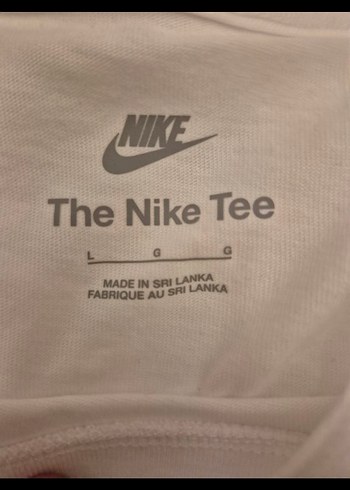 NIKE
The Nike Tee
L G G
MADE IN SRI LANKA
FABRIQUE AU SRI LANKA